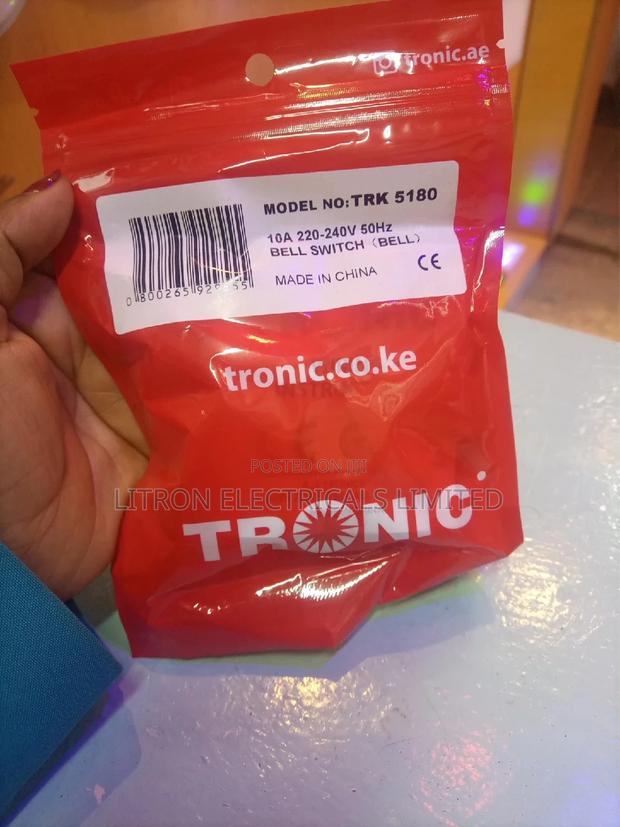 tronic.ae
MODEL NO:TRK 5180
10A 220-240V 50Hz
BELL SWITCH (BELL)
MADE IN CHINA
CE
tronic.co.ke
POSTED ON JIJI
LITRON ELECTRICALS LIMITED
TRONIC